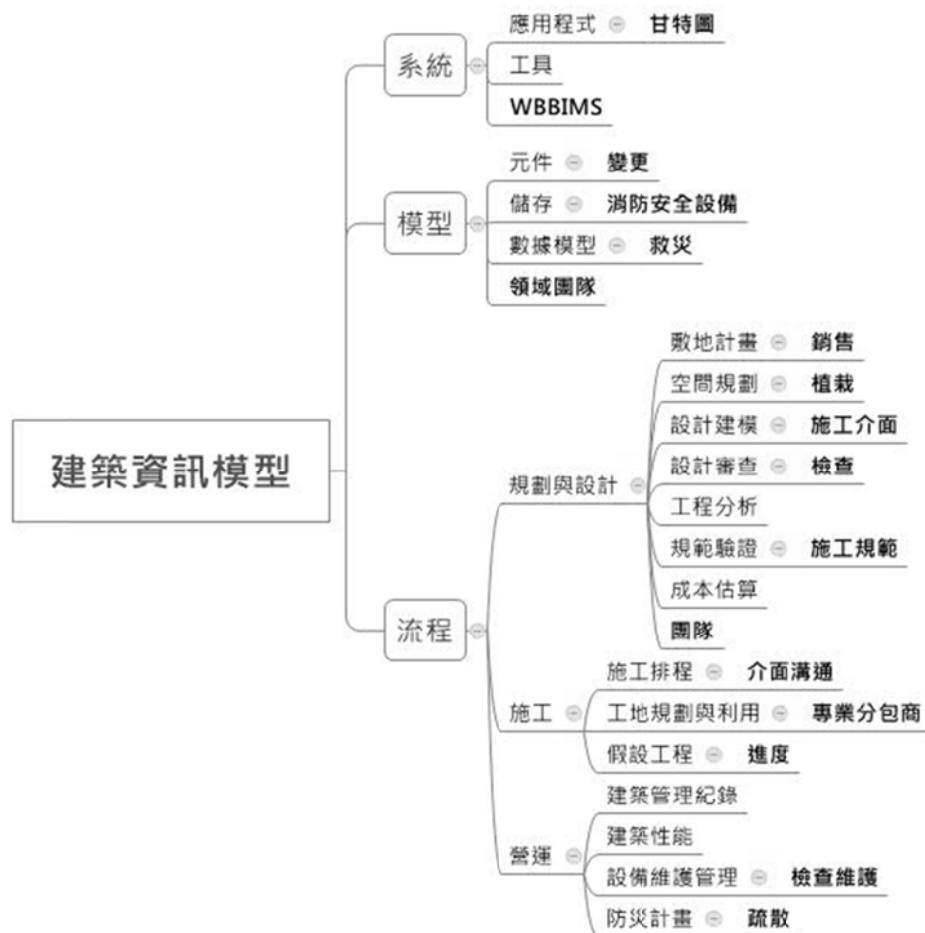 建築資訊模型
系統
應用程式 甘特圖
工具
WBBIMS
模型
元件 變更
儲存 消防安全設備
數據模型 救災
領域團隊
流程
規劃與設計
敷地計畫 銷售
空間規劃 植栽
設計建模 施工介面
設計審查 檢查
工程分析
規範驗證 施工規範
成本估算
團隊
施工
施工排程 介面溝通
工地規劃與利用 專業分包商
假設工程 進度
營運
建築管理紀錄
建築性能
設備維護管理 檢查維護
防災計畫 疏散